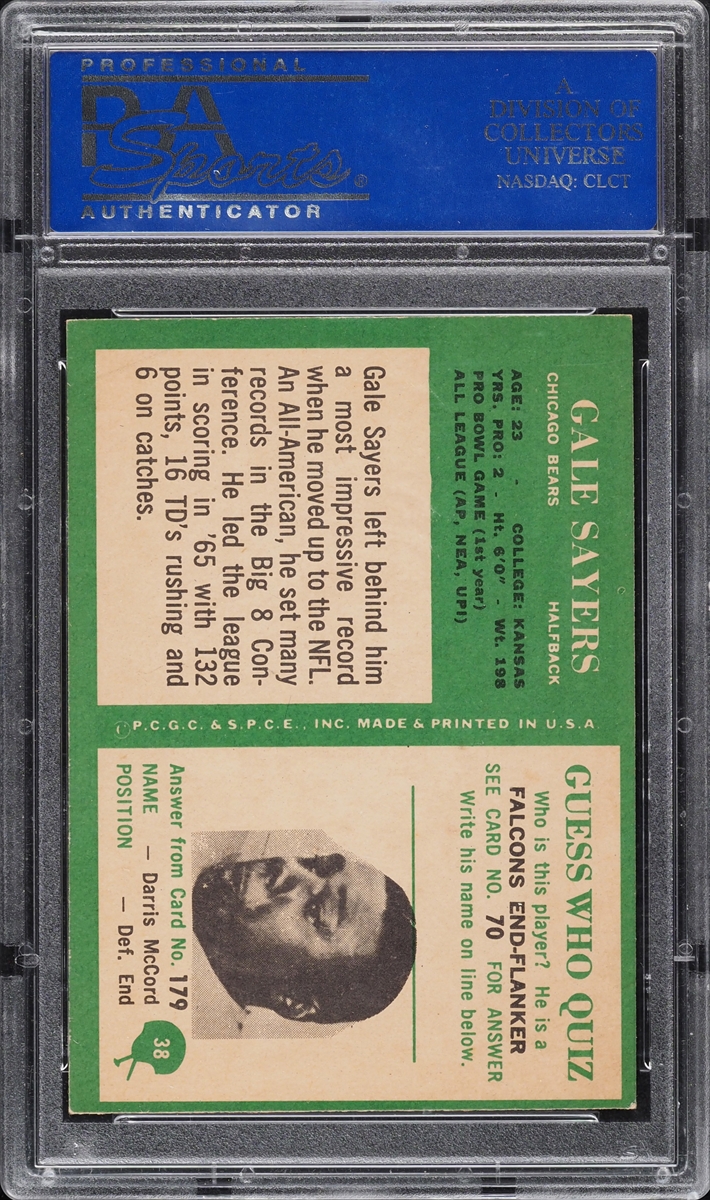 PROFESSIONAL
PSA
Sports®
AUTHENTICATOR
A
DIVISION OF
COLLECTORS
UNIVERSE
NASDAQ: CLCT
GALE SAYERS
CHICAGO BEARS HALFBACK
AGE: 23 - COLLEGE: KANSAS
YRS. PRO: 2 - Ht. 6'0" - Wt. 198
PRO BOWL GAME (1st year)
ALL LEAGUE (AP, NEA, UPI)
Gale Sayers left behind him
a most impressive record
when he moved up to the NFL.
An All-American, he set many
records in the Big 8 Con-
ference. He led the league
in scoring in '65 with 132
points, 16 TD's rushing and
6 on catches.
©P.C.G.C. & S.P.C.E., INC. MADE & PRINTED IN U.S.A
GUESS WHO QUIZ
Who is this player? He is a
FALCONS END-FLANKER
SEE CARD NO. 70 FOR ANSWER
Write his name on line below.
Answer from Card No. 179
NAME — Darris McCord
POSITION — Def. End
38